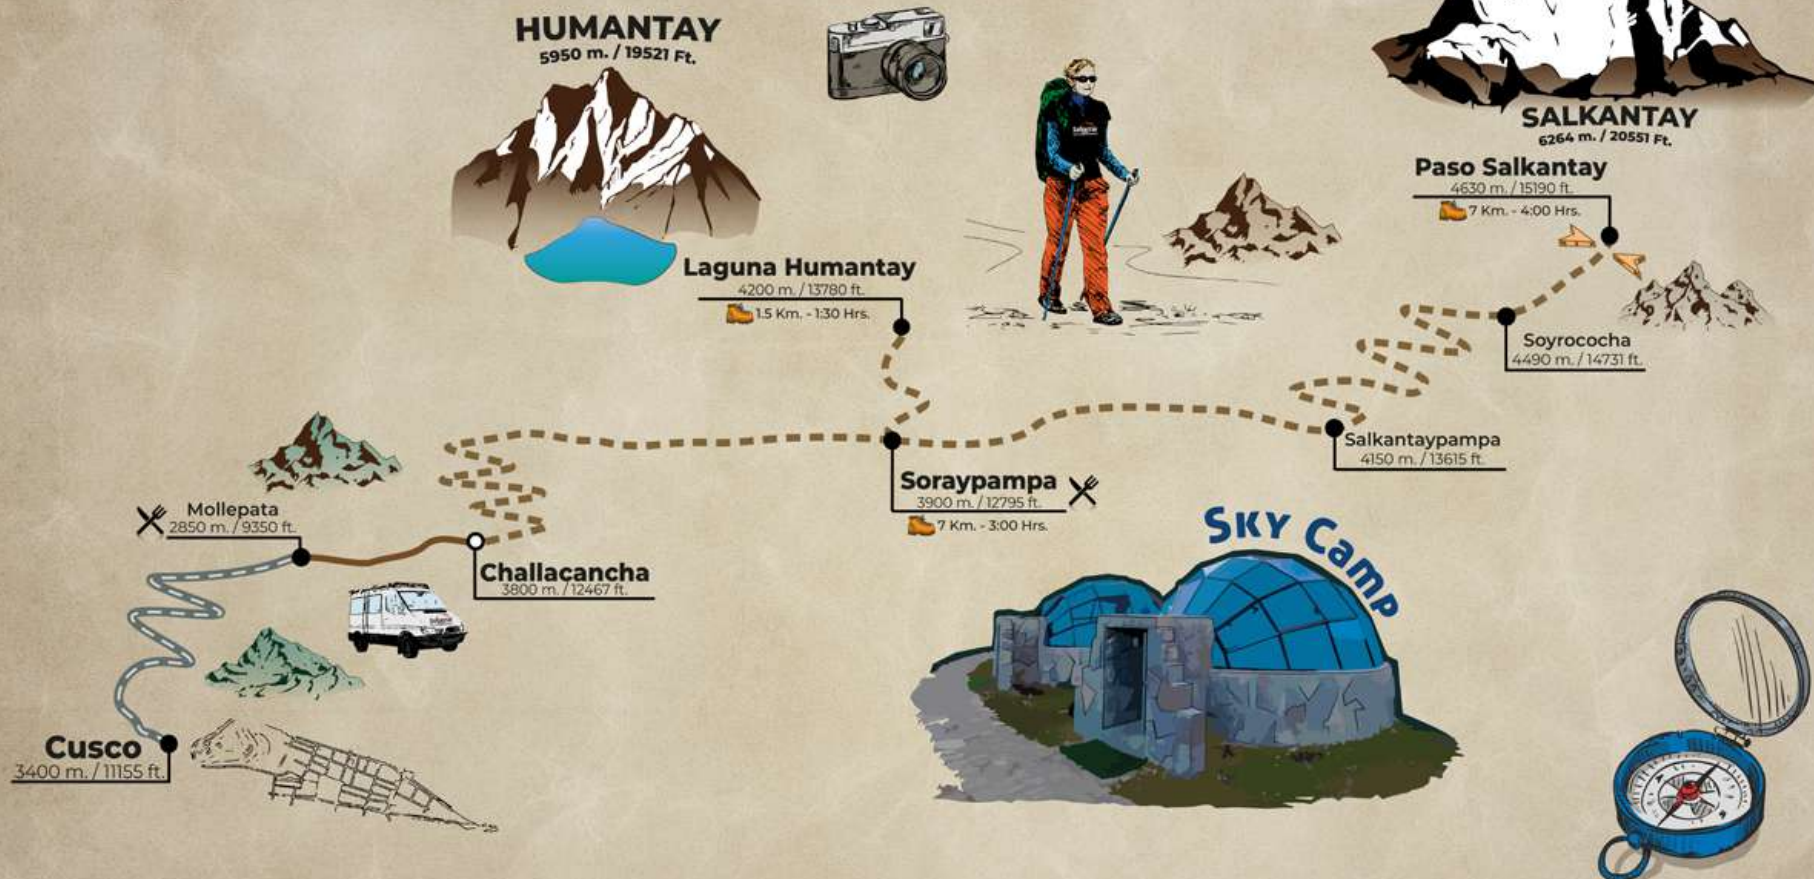 HUMANTAY
5950 m. / 19521 Ft.
SALKANTAY
6264 m. / 20551 Ft.
Paso Salkantay
4630 m. / 15190 ft.
7 Km. - 4:00 Hrs.
Laguna Humantay
4200 m. / 13780 ft.
1.5 Km. - 1:30 Hrs.
Soyrococha
4490 m. / 14731 ft.
Salkantaypampa
4150 m. / 13615 ft.
Soraypampa
3900 m. / 12795 ft.
7 Km. - 3:00 Hrs.
Mollepata
2850 m. / 9350 ft.
Challacancha
3800 m. / 12467 ft.
SKY CAMP
Cusco
3400 m. / 11155 ft.